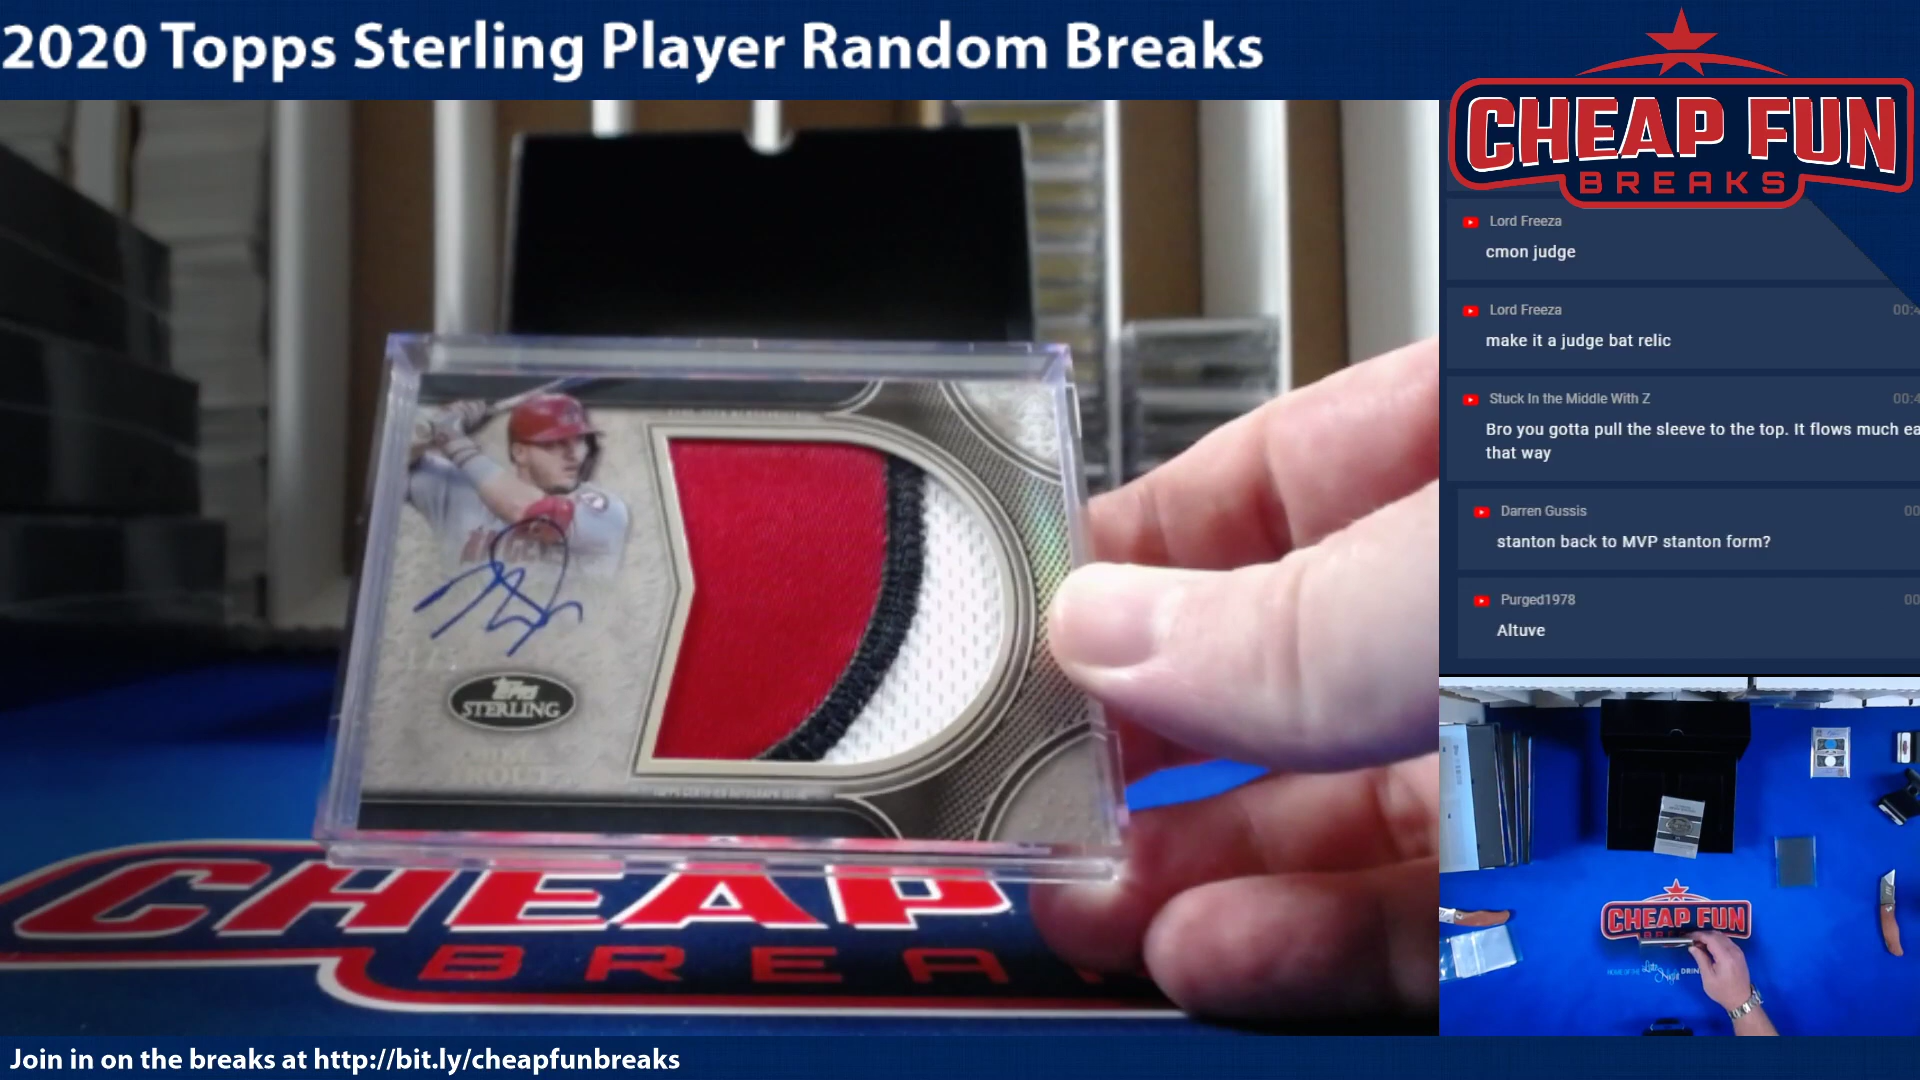 2020 Topps Sterling Player Random Breaks
CHEAP FUN
BREAKS
Lord Freeza
cmon judge
Lord Freeza
make it a judge bat relic
Stuck In the Middle With Z
Bro you gotta pull the sleeve to the top. It flows much
that way
Darren Gussis
stanton back to MVP stanton form?
Purged1978
Altuve
Topps
STERLING
TROUT
CHEAP
BREA
CHEAP FUN
Join in on the breaks at http://bit.ly/cheapfunbreaks